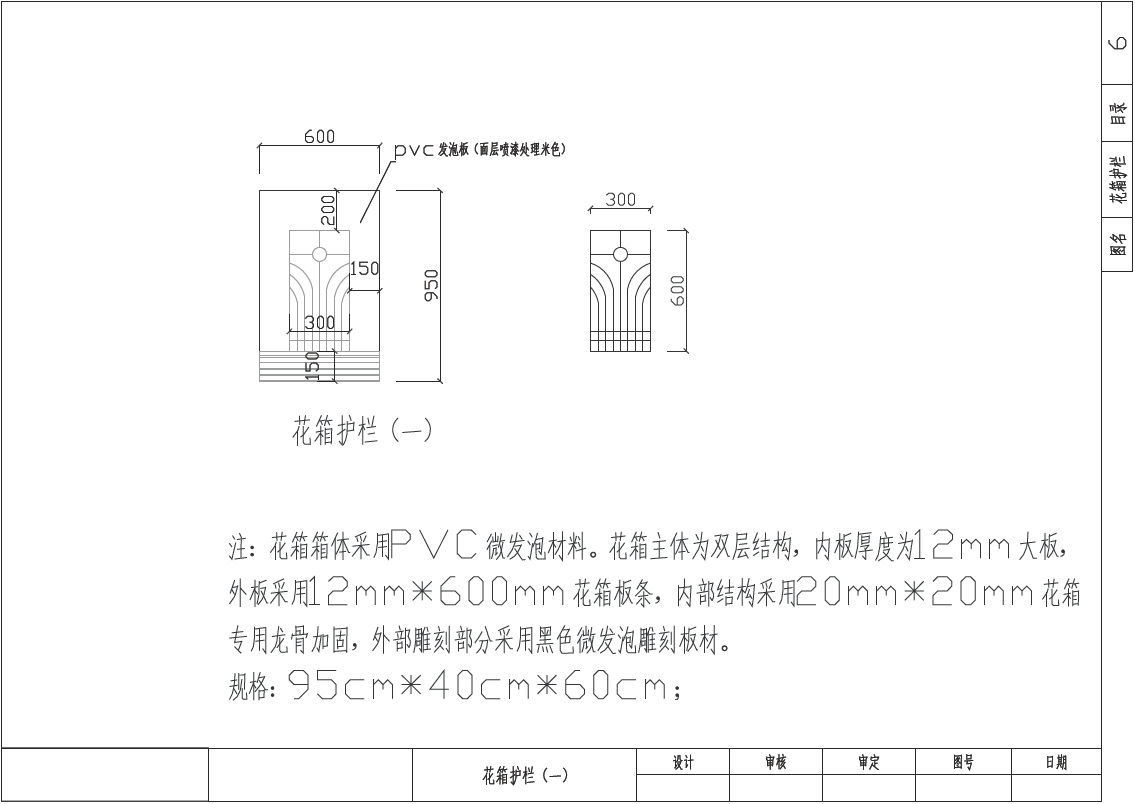 600
pvc发泡板（面层喷漆处理米色）
200
150
950
300
150
300
600
花箱护栏（一）
注：花箱箱体采用PVC微发泡材料。花箱主体为双层结构，内板厚度为12mm大板，
外板采用12mm*600mm花箱板条，内部结构采用20mm*20mm花箱
专用龙骨加固，外部雕刻部分采用黑色微发泡雕刻板材。
规格：95cm*40cm*60cm；
6
目录
花箱护栏
图名
花箱护栏（一）
设计
审核
审定
图号
日期